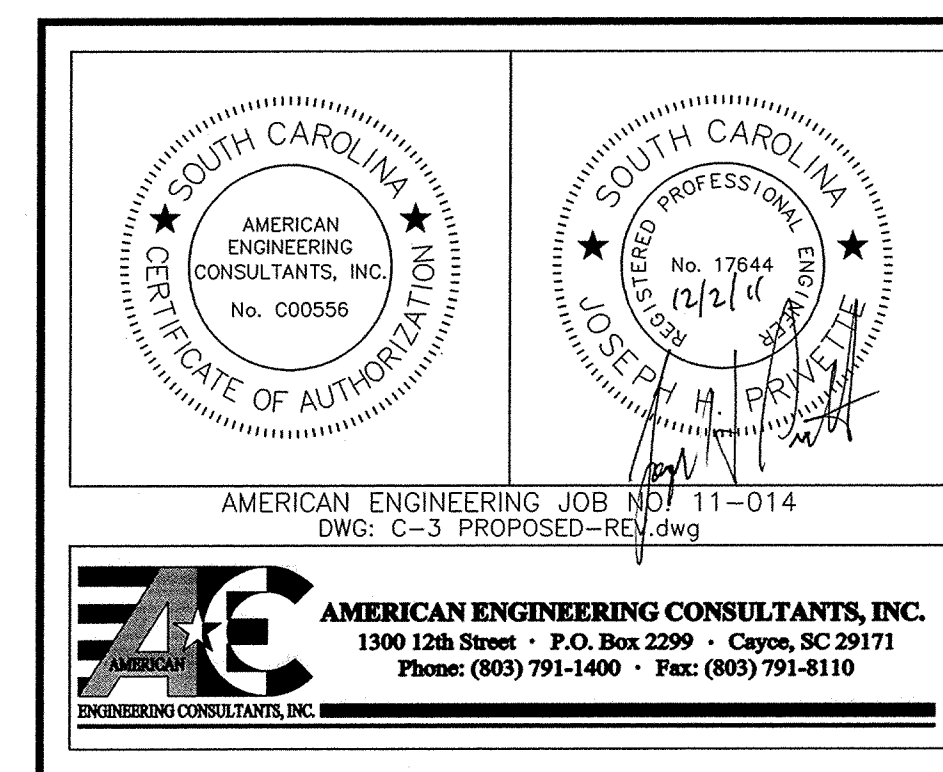 SOUTH CAROLINA
CERTIFICATE OF AUTHORIZATION
AMERICAN
ENGINEERING
CONSULTANTS, INC.
No. C00556
SOUTH CAROLINA
REGISTERED PROFESSIONAL ENGINEER
No. 17644
12/2/11
JOSEPH H. PRIVETTE
AMERICAN ENGINEERING JOB NO. 11-014
DWG: C-3 PROPOSED-REV.dwg
AEC
AMERICAN
ENGINEERING CONSULTANTS, INC.
AMERICAN ENGINEERING CONSULTANTS, INC.
1300 12th Street · P.O. Box 2299 · Cayce, SC 29171
Phone: (803) 791-1400 · Fax: (803) 791-8110